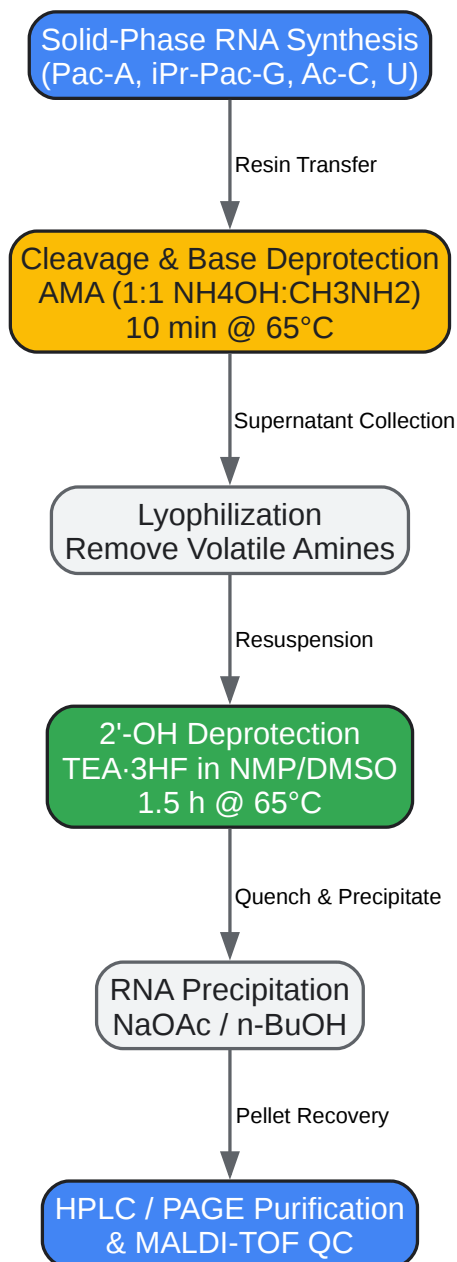 Solid-Phase RNA Synthesis
(Pac-A, iPr-Pac-G, Ac-C, U)
Resin Transfer
Cleavage & Base Deprotection
AMA (1:1 NH4OH:CH3NH2)
10 min @ 65°C
Supernatant Collection
Lyophilization
Remove Volatile Amines
Resuspension
2'-OH Deprotection
TEA·3HF in NMP/DMSO
1.5 h @ 65°C
Quench & Precipitate
RNA Precipitation
NaOAc / n-BuOH
Pellet Recovery
HPLC / PAGE Purification
& MALDI-TOF QC